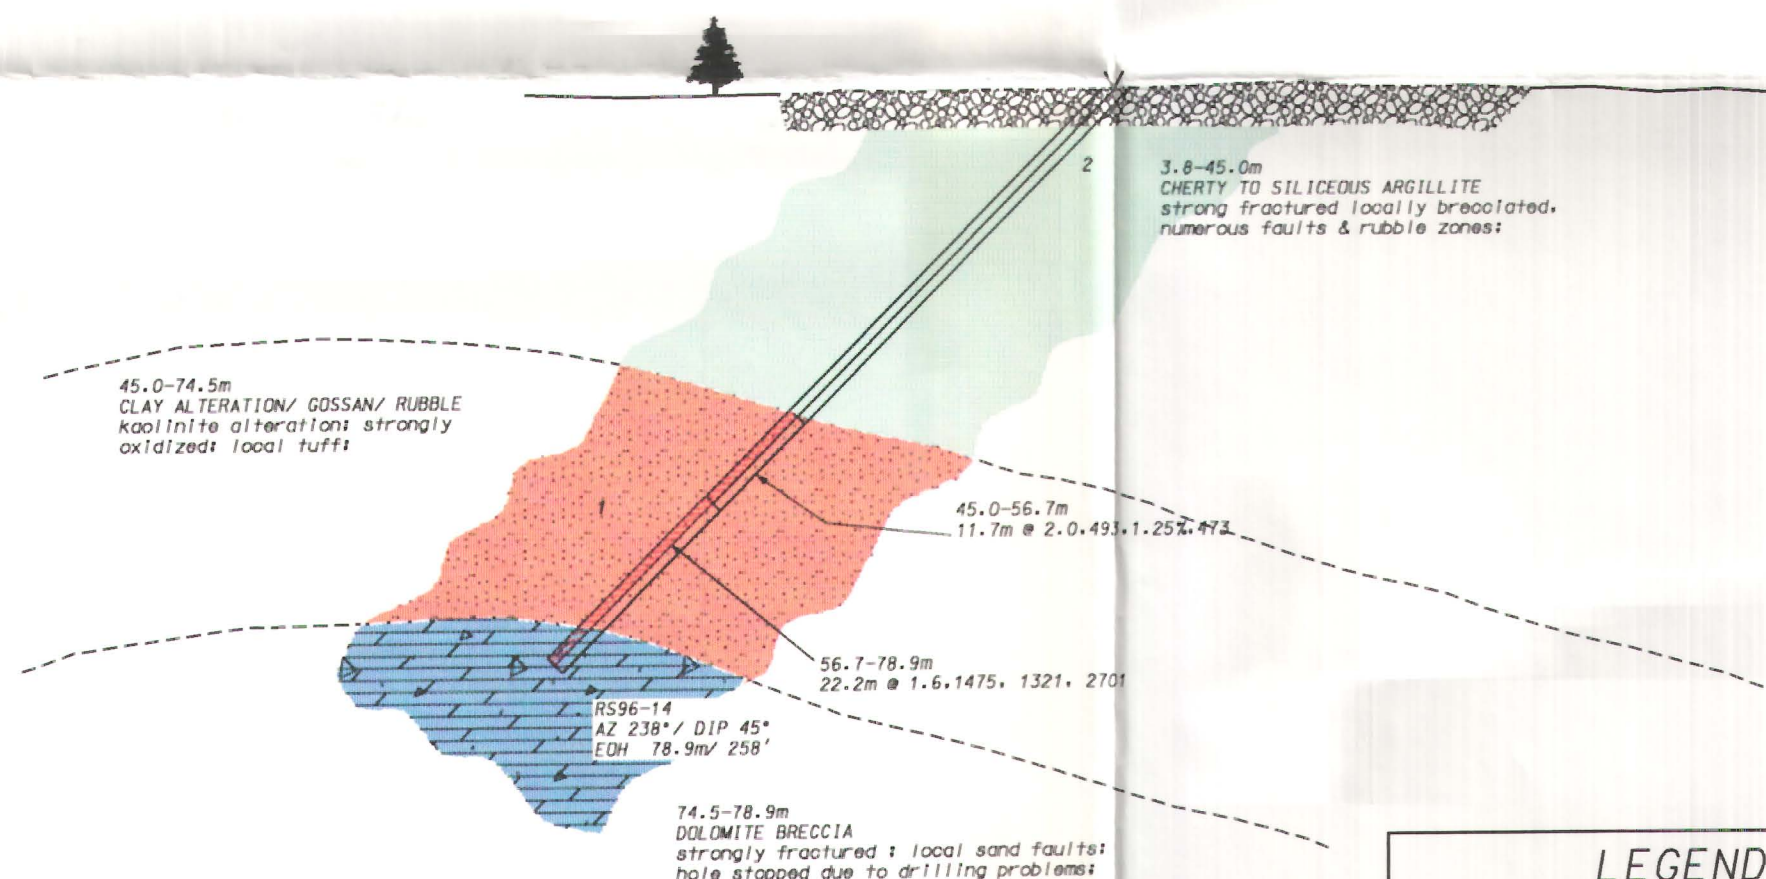 2
3.8-45.0m
CHERTY TO SILICEOUS ARGILLITE
strong fractured locally brecciated.
numerous faults & rubble zones:
45.0-74.5m
CLAY ALTERATION/ GOSSAN/ RUBBLE
kaolinite alteration: strongly
oxidized: local tuff:
1
45.0-56.7m
11.7m @ 2.0.493.1.25%.473
56.7-78.9m
22.2m @ 1.6.1475. 1321. 2701
RS96-14
AZ 238°/ DIP 45°
EOH 78.9m/ 258'
74.5-78.9m
DOLOMITE BRECCIA
strongly fractured : local sand faults:
hole stopped due to drilling problems:
LEGEND